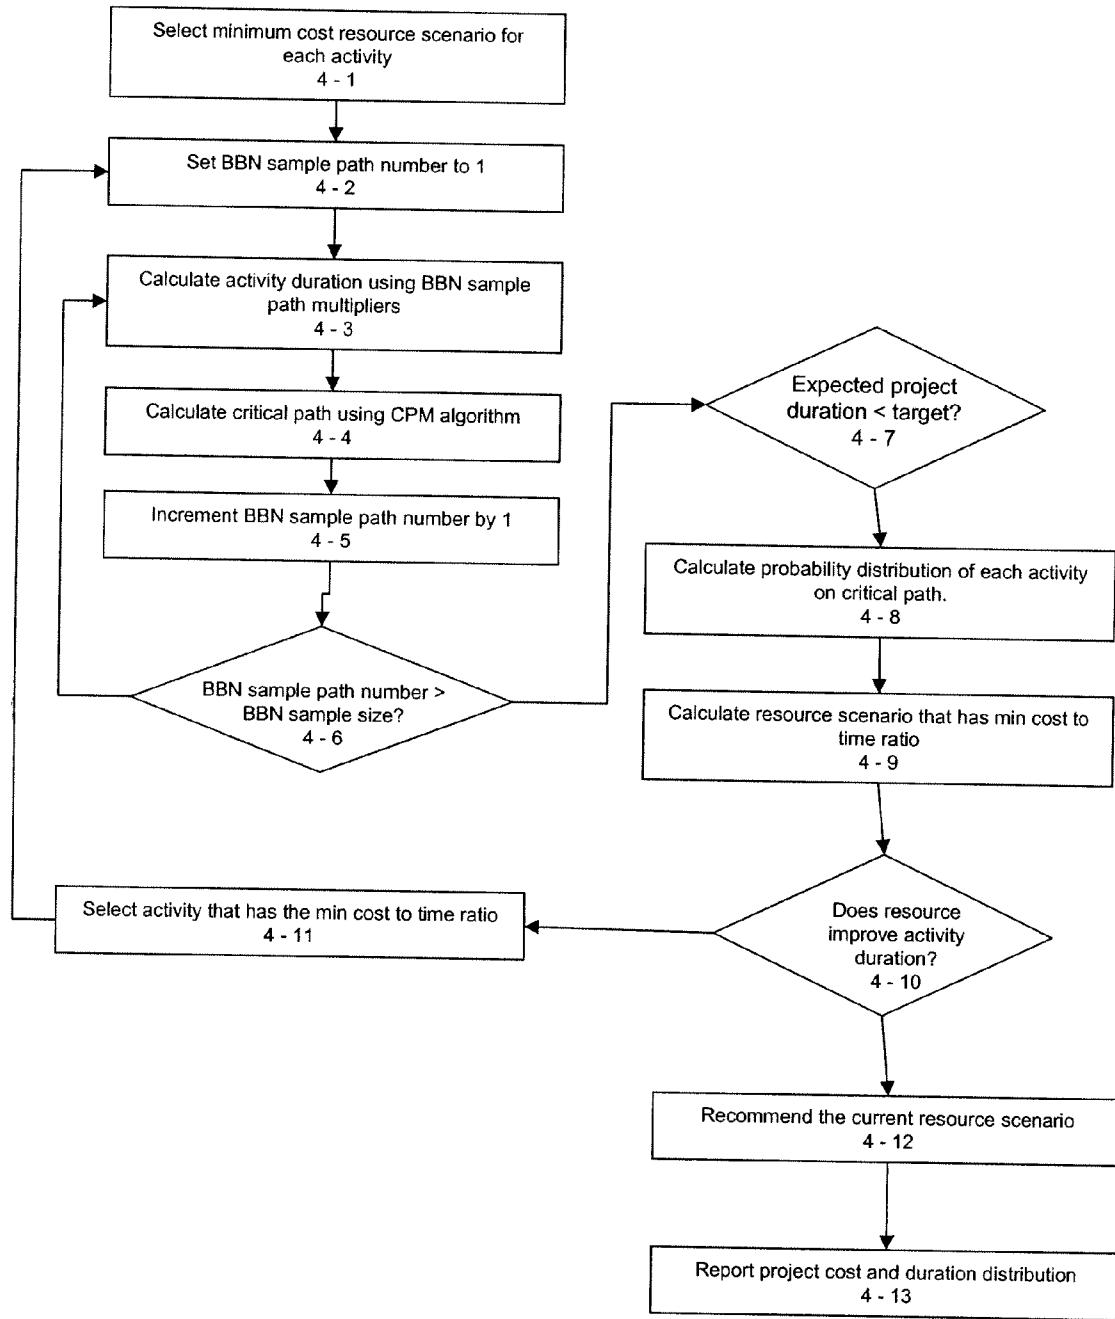 Select minimum cost resource scenario for
each activity
4 - 1
Set BBN sample path number to 1
4 - 2
Calculate activity duration using BBN sample
path multipliers
4 - 3
Calculate critical path using CPM algorithm
4 - 4
Increment BBN sample path number by 1
4 - 5
BBN sample path number >
BBN sample size?
4 - 6
Expected project
duration < target?
4 - 7
Calculate probability distribution of each activity
on critical path.
4 - 8
Calculate resource scenario that has min cost to
time ratio
4 - 9
Does resource
improve activity
duration?
4 - 10
Select activity that has the min cost to time ratio
4 - 11
Recommend the current resource scenario
4 - 12
Report project cost and duration distribution
4 - 13